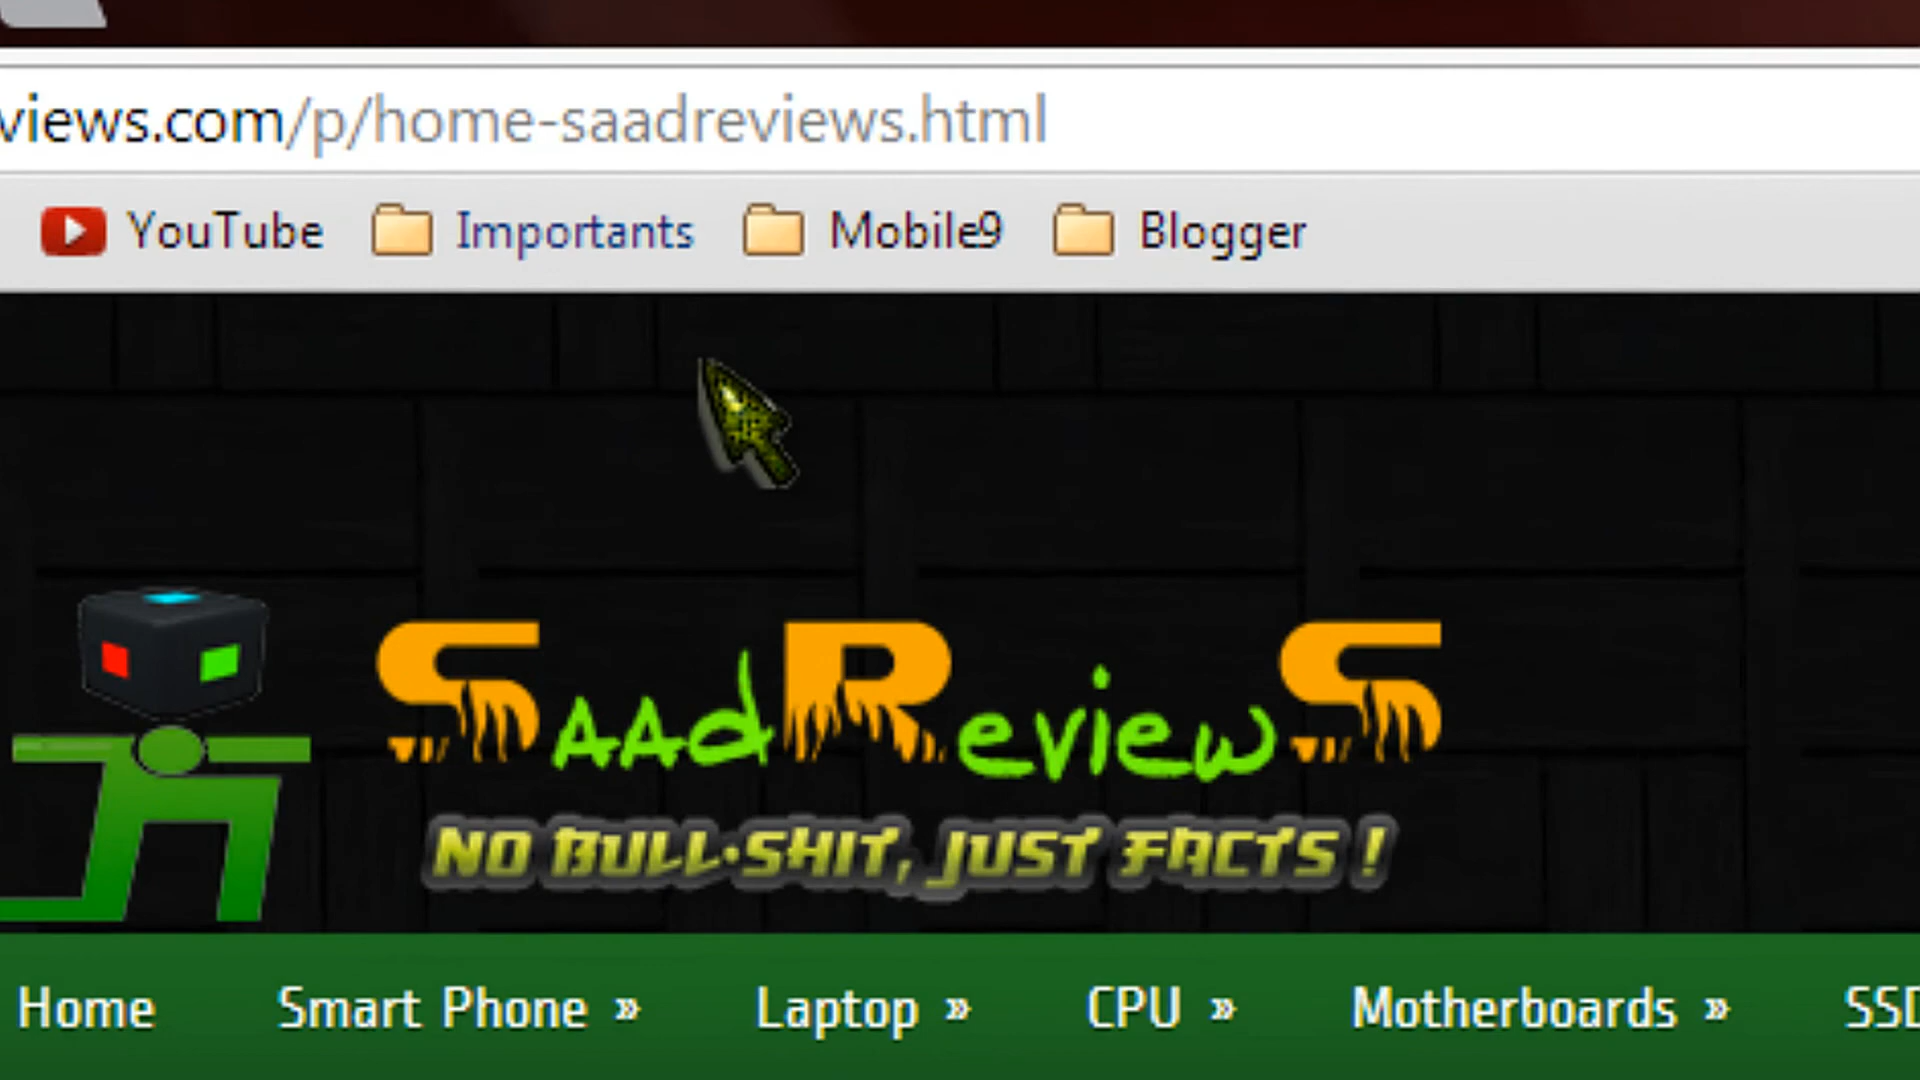 views.com/p/home-saadreviews.html
YouTube Importants Mobile9 Blogger
SaadReviewS
NO BULL•SHIT, JUST FACTS !
Home Smart Phone » Laptop » CPU » Motherboards » SSD